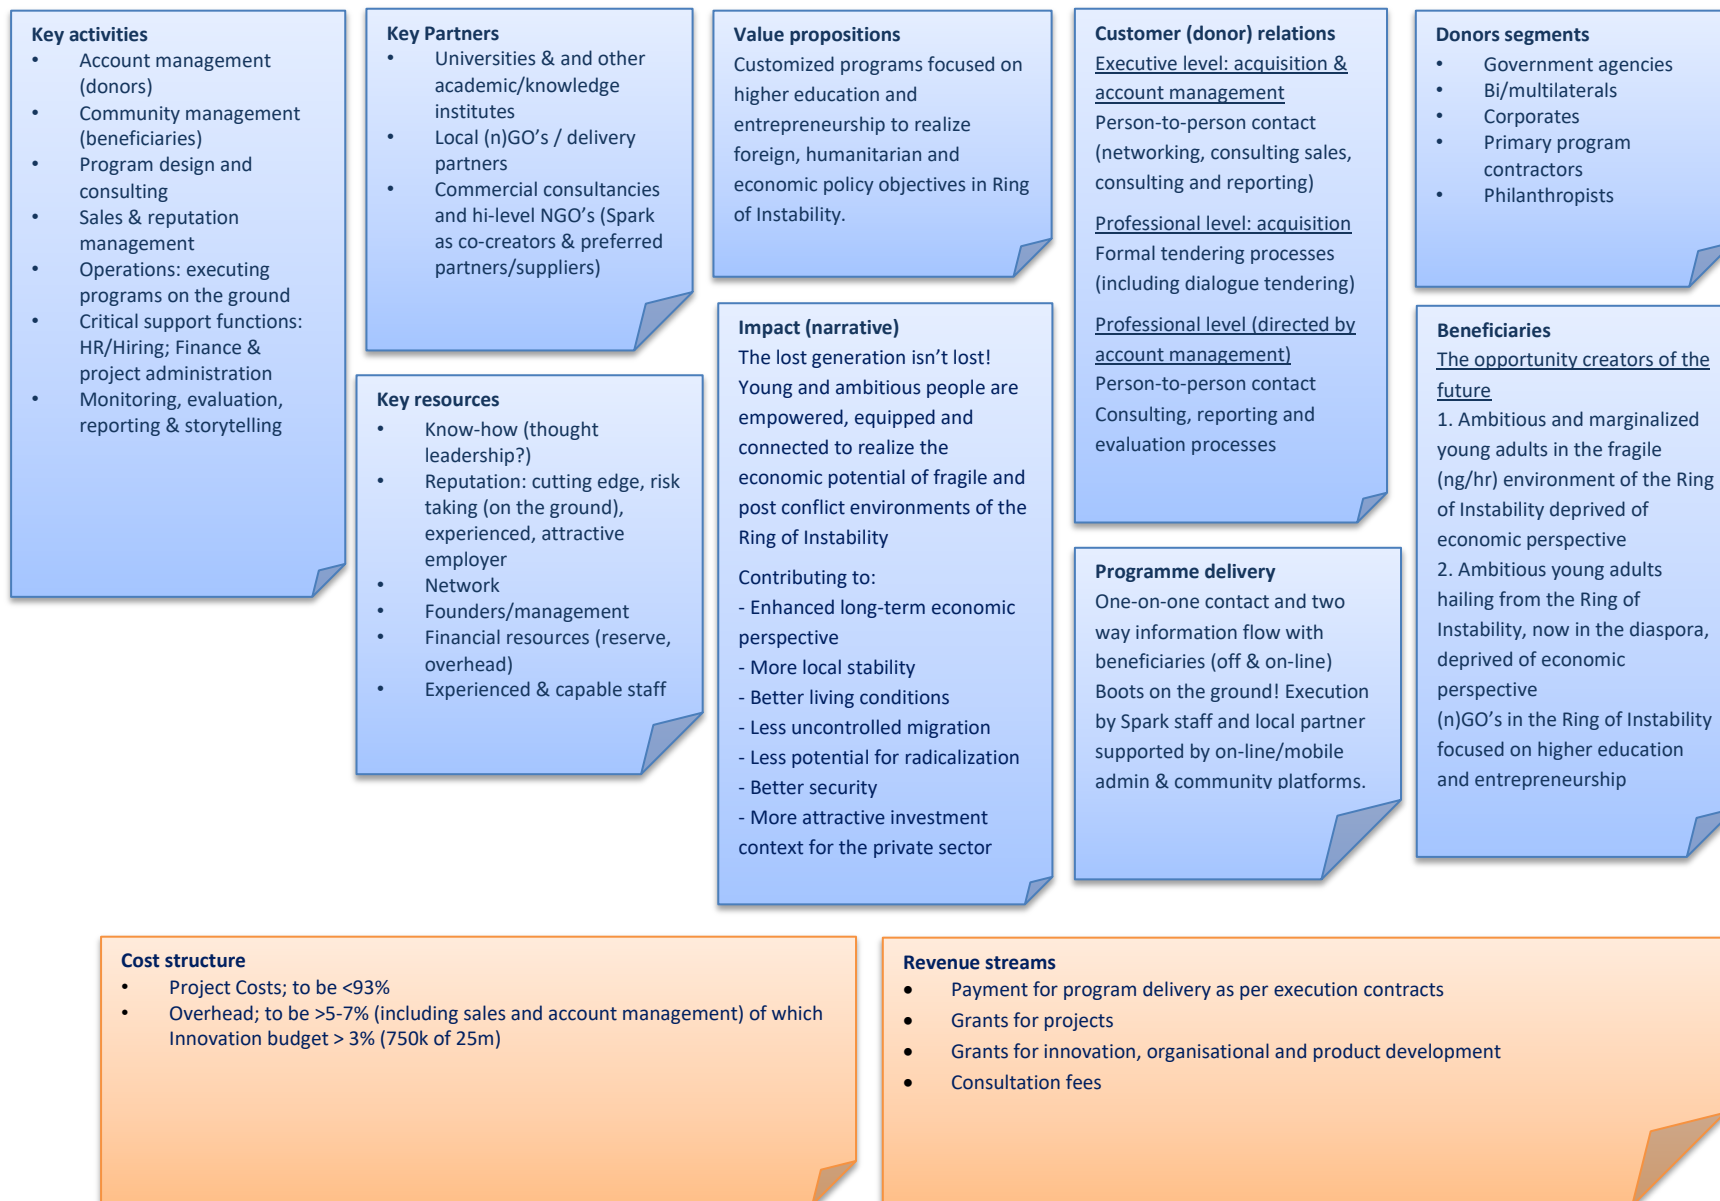 Key activities
• Account management
(donors)
• Community management
(beneficiaries)
• Program design and
consulting
• Sales & reputation
management
• Operations: executing
programs on the ground
• Critical support functions:
HR/Hiring; Finance &
project administration
• Monitoring, evaluation,
reporting & storytelling
Key Partners
• Universities & and other
academic/knowledge
institutes
• Local (n)GO’s / delivery
partners
• Commercial consultancies
and hi-level NGO’s (Spark
as co-creators & preferred
partners/suppliers)
Key resources
• Know-how (thought
leadership?)
• Reputation: cutting edge, risk
taking (on the ground),
experienced, attractive
employer
• Network
• Founders/management
• Financial resources (reserve,
overhead)
• Experienced & capable staff
Value propositions
Customized programs focused on
higher education and
entrepreneurship to realize
foreign, humanitarian and
economic policy objectives in Ring
of Instability.
Impact (narrative)
The lost generation isn’t lost!
Young and ambitious people are
empowered, equipped and
connected to realize the
economic potential of fragile and
post conflict environments of the
Ring of Instability
Contributing to:
- Enhanced long-term economic
perspective
- More local stability
- Better living conditions
- Less uncontrolled migration
- Less potential for radicalization
- Better security
- More attractive investment
context for the private sector
Customer (donor) relations
Executive level: acquisition &
account management
Person-to-person contact
(networking, consulting sales,
consulting and reporting)
Professional level: acquisition
Formal tendering processes
(including dialogue tendering)
Professional level (directed by
account management)
Person-to-person contact
Consulting, reporting and
evaluation processes
Programme delivery
One-on-one contact and two
way information flow with
beneficiaries (off & on-line)
Boots on the ground! Execution
by Spark staff and local partner
supported by on-line/mobile
admin & community platforms.
Donors segments
• Government agencies
• Bi/multilaterals
• Corporates
• Primary program
contractors
• Philanthropists
Beneficiaries
The opportunity creators of the
future
1. Ambitious and marginalized
young adults in the fragile
(ng/hr) environment of the Ring
of Instability deprived of
economic perspective
2. Ambitious young adults
hailing from the Ring of
Instability, now in the diaspora,
deprived of economic
perspective
(n)GO’s in the Ring of Instability
focused on higher education
and entrepreneurship
Cost structure
• Project Costs; to be <93%
• Overhead; to be >5-7% (including sales and account management) of which
Innovation budget > 3% (750k of 25m)
Revenue streams
• Payment for program delivery as per execution contracts
• Grants for projects
• Grants for innovation, organisational and product development
• Consultation fees